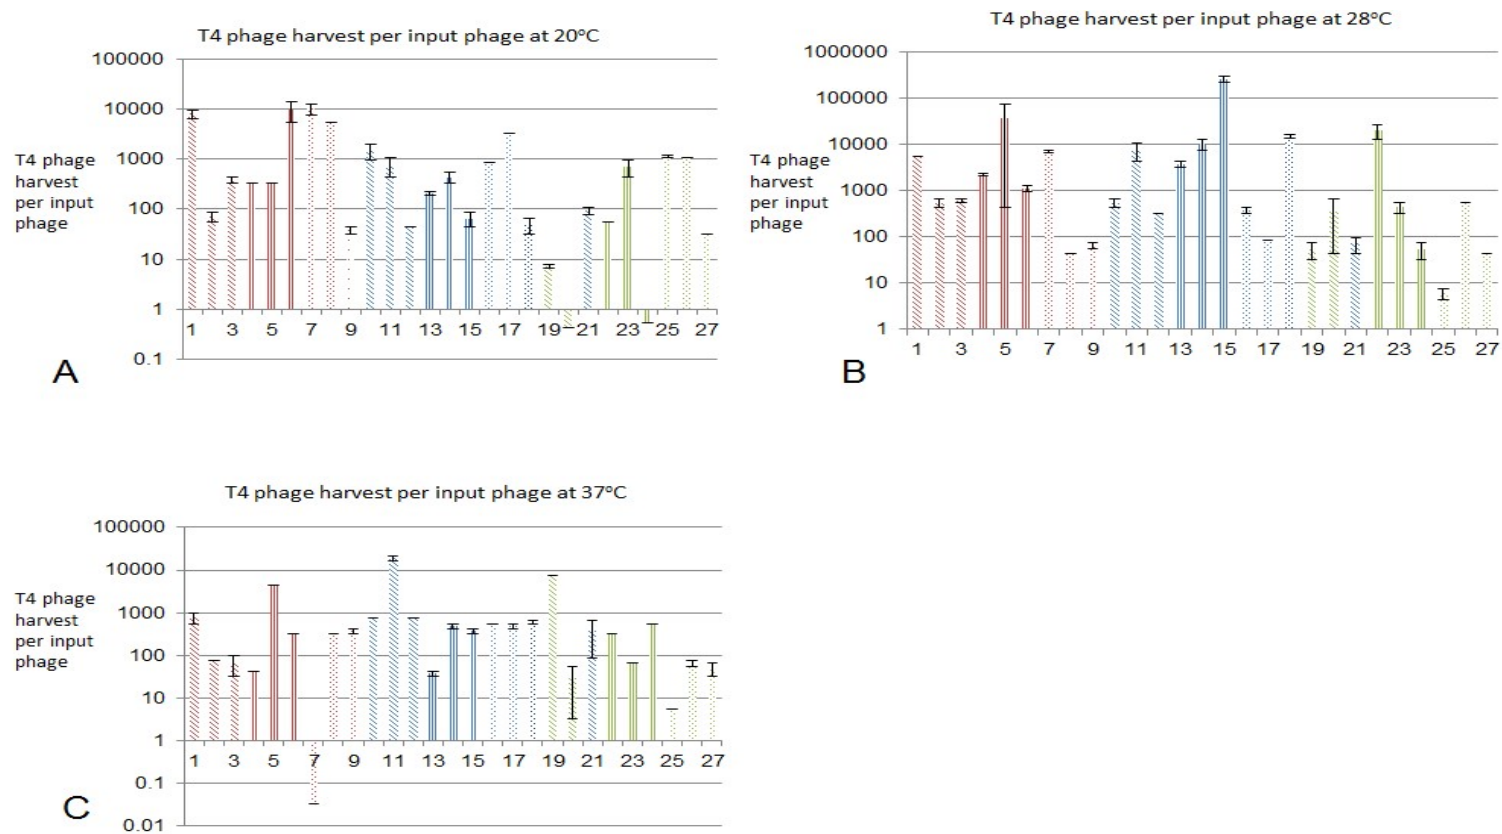 T4 phage harvest per input phage at 20°C
100000
10000
1000
100
10
1
0.1
T4 phage
harvest
per input
phage
1 3 5 7 9 11 13 15 17 19 21 23 25 27
A
T4 phage harvest per input phage at 28°C
1000000
100000
10000
1000
100
10
1
T4 phage
harvest
per input
phage
1 3 5 7 9 11 13 15 17 19 21 23 25 27
B
T4 phage harvest per input phage at 37°C
100000
10000
1000
100
10
1
0.1
0.01
T4 phage
harvest
per input
phage
1 3 5 7 9 11 13 15 17 19 21 23 25 27
C